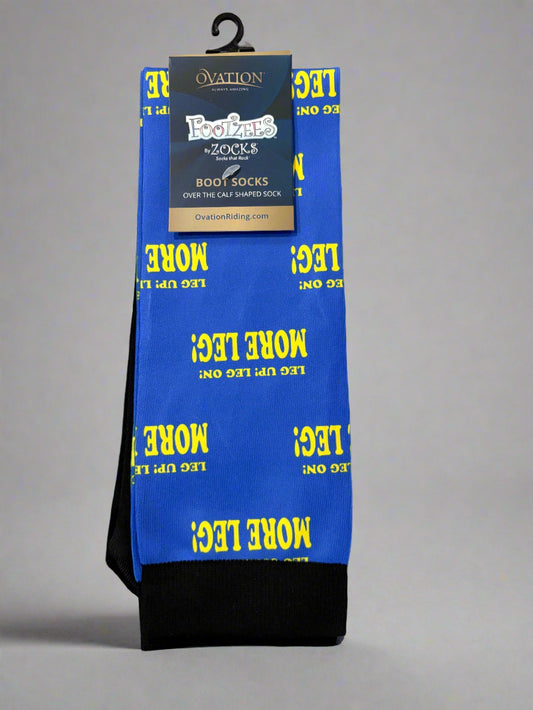 OVATION
ALWAYS AMAZING
FOOTZEES
By ZOCKS
Socks that Rock
BOOT SOCKS
OVER THE CALF SHAPED SOCK
OvationRiding.com
MORE LEG!
LEG UP! LEG ON!
MORE LEG!
LEG UP! LEG ON!
MORE LEG!
LEG UP! LEG ON!
MORE LEG!
LEG UP! LEG ON!
MORE LEG!